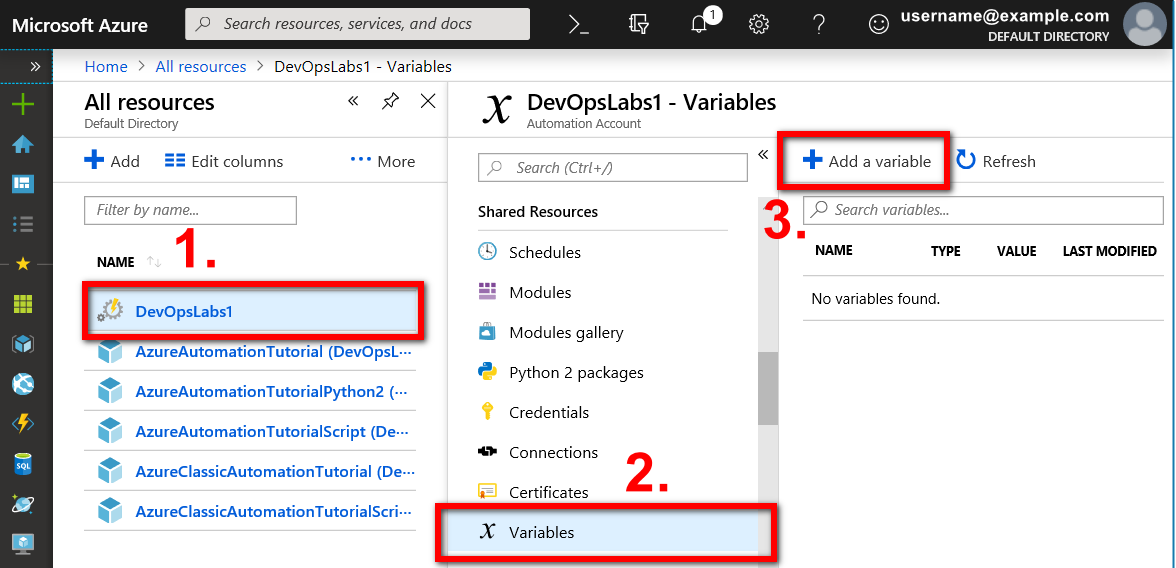 Microsoft Azure
Search resources, services, and docs
1
username@example.com
DEFAULT DIRECTORY
Home > All resources > DevOpsLabs1 - Variables
All resources
Default Directory
Add
Edit columns
More
Filter by name...
1.
NAME
DevOpsLabs1
AzureAutomationTutorial (DevOpsL···
AzureAutomationTutorialPython2 (···
AzureAutomationTutorialScript (De···
AzureClassicAutomationTutorial (De···
AzureClassicAutomationTutorialScri···
SQL
x
DevOpsLabs1 - Variables
Automation Account
Search (Ctrl+/)
Shared Resources
Schedules
Modules
Modules gallery
Python 2 packages
Credentials
Connections
Certificates
2.
x Variables
Add a variable
Refresh
3.
Search variables...
NAME TYPE VALUE LAST MODIFIED
No variables found.